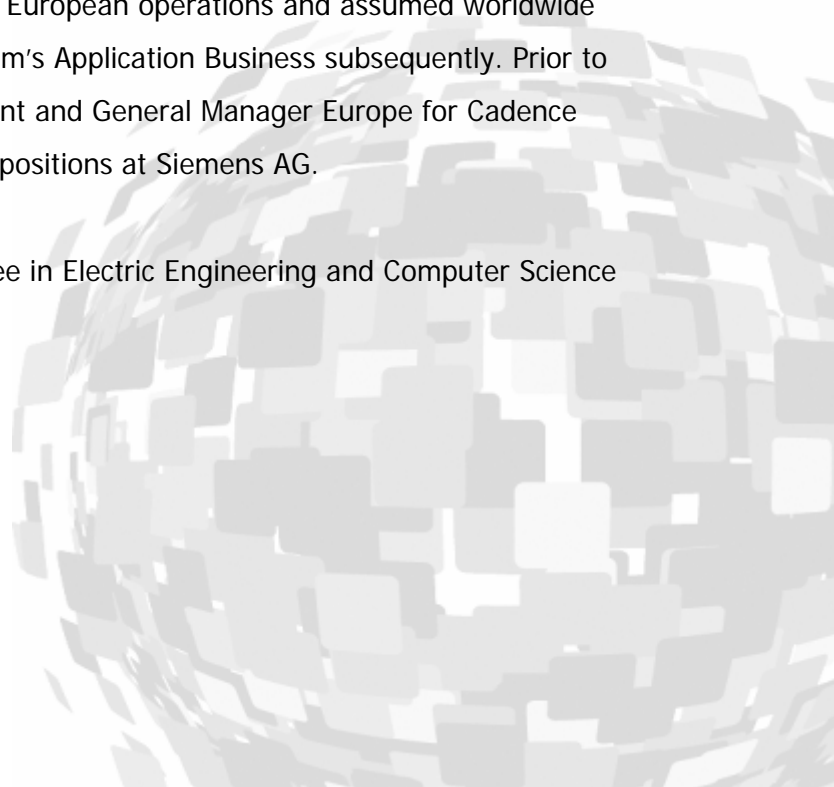 European operations and assumed worldwide
m's Application Business subsequently. Prior to
nt and General Manager Europe for Cadence
positions at Siemens AG.
ee in Electric Engineering and Computer Science